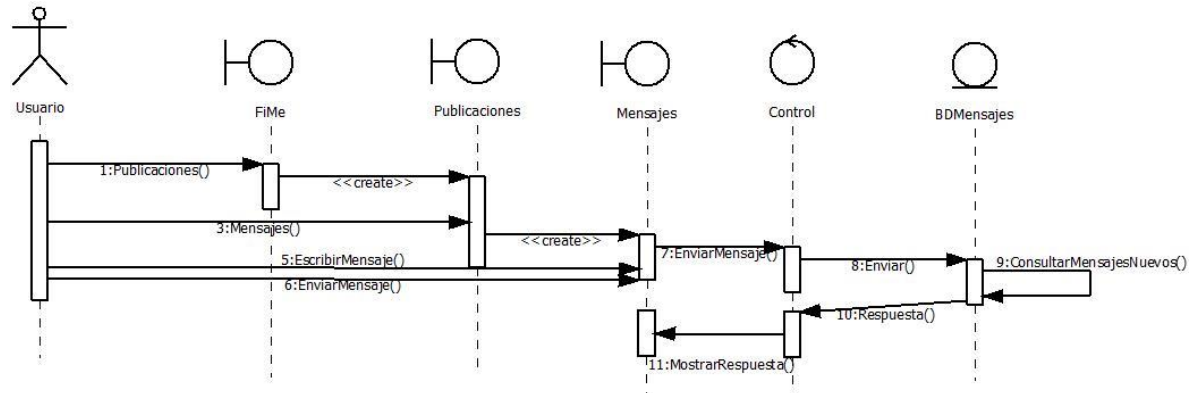 Usuario
FiMe
Publicaciones
Mensajes
Control
BDMensajes
1:Publicaciones()
<<create>>
3:Mensajes()
<<create>>
5:EscribirMensaje()
6:EnviarMensaje()
7:EnviarMensaje()
8:Enviar()
9:ConsultarMensajesNuevos()
10:Respuesta()
11:MostrarRespuesta()